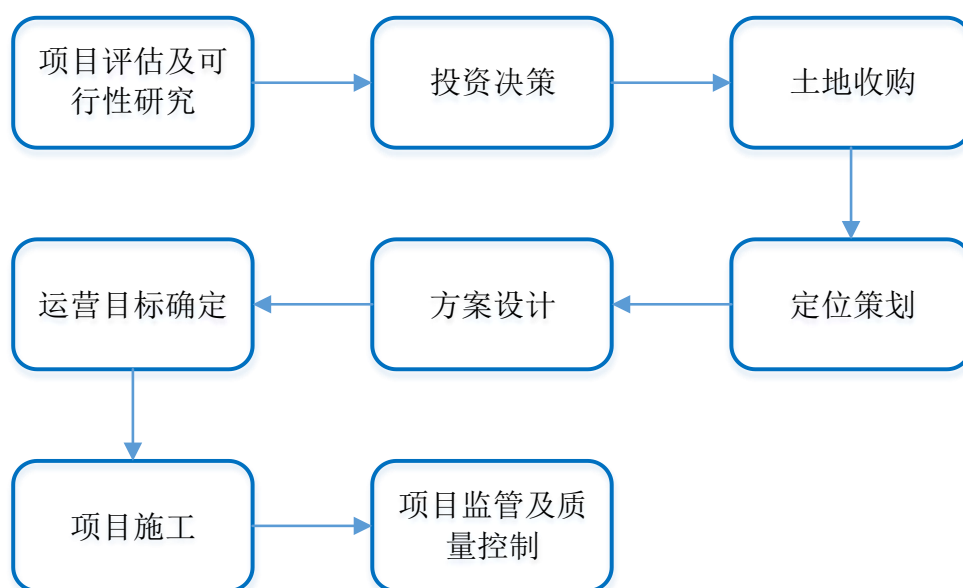 项目评估及可
行性研究
投资决策
土地收购
定位策划
方案设计
运营目标确定
项目施工
项目监管及质
量控制